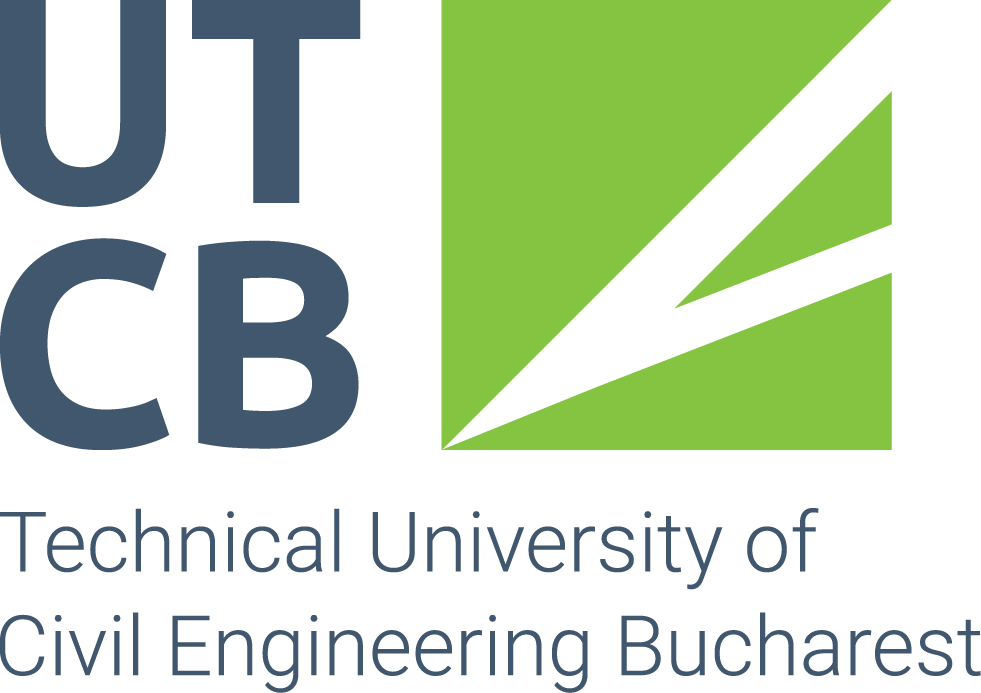 UT
CB
Technical University of
Civil Engineering Bucharest